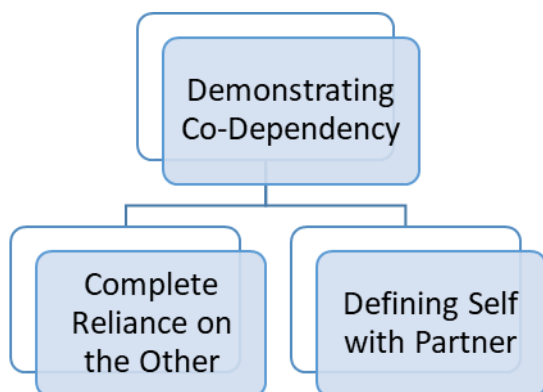 Demonstrating
Co-Dependency
Complete
Reliance on
the Other
Defining Self
with Partner